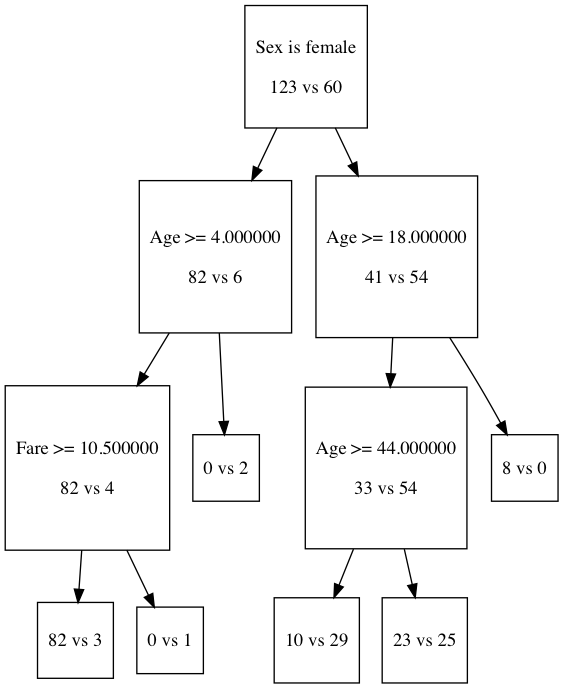 Sex is female
123 vs 60
Age >= 4.000000
82 vs 6
Age >= 18.000000
41 vs 54
Fare >= 10.500000
82 vs 4
0 vs 2
Age >= 44.000000
33 vs 54
8 vs 0
82 vs 3
0 vs 1
10 vs 29
23 vs 25